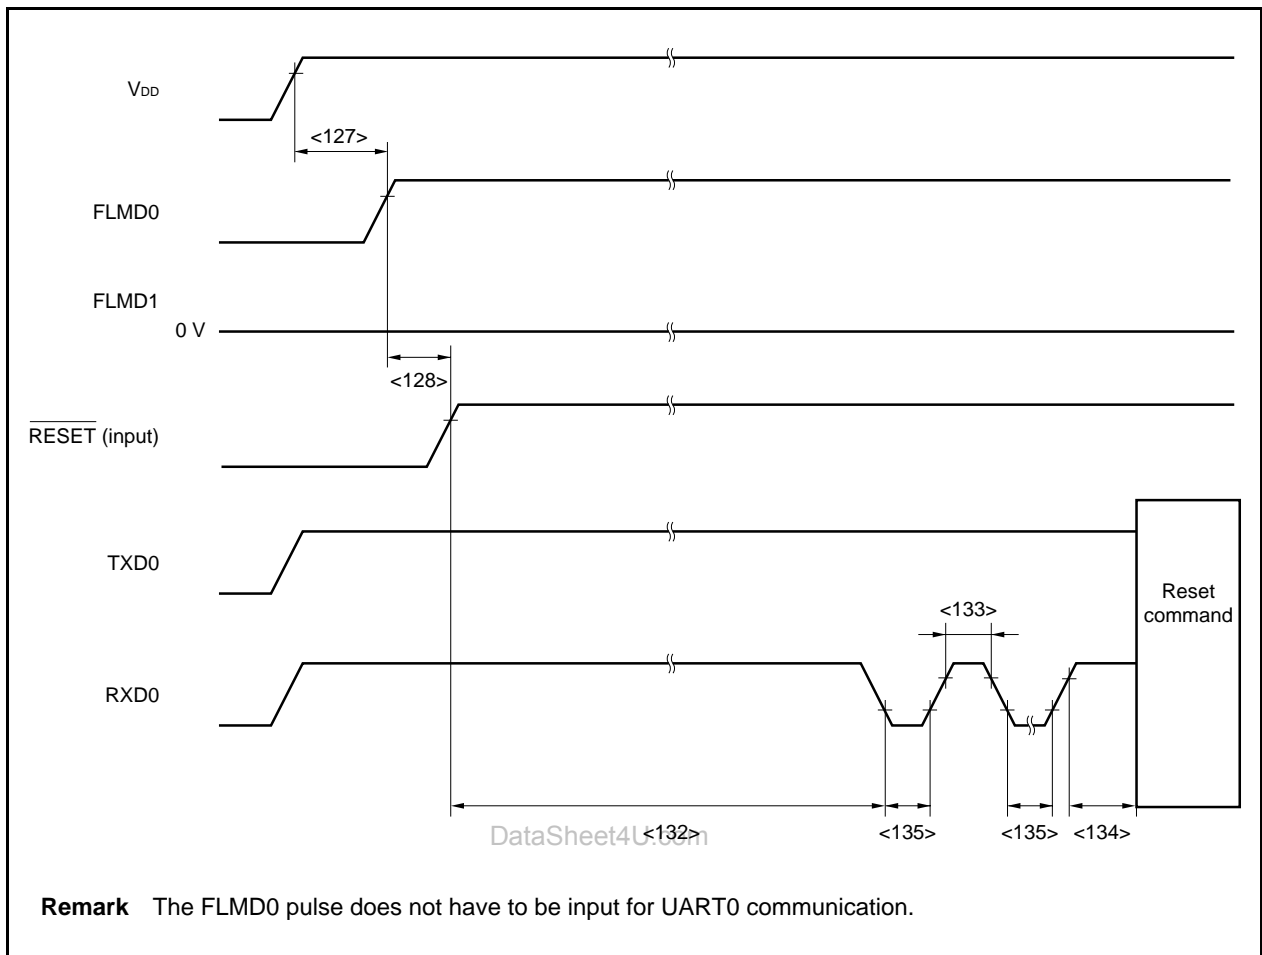 VDD
<127>
FLMD0
FLMD1
0 V
<128>
RESET (input)
TXD0
Reset
command
<133>
RXD0
<132>
<135>
<135>
<134>
DataSheet4U.com
Remark The FLMD0 pulse does not have to be input for UART0 communication.